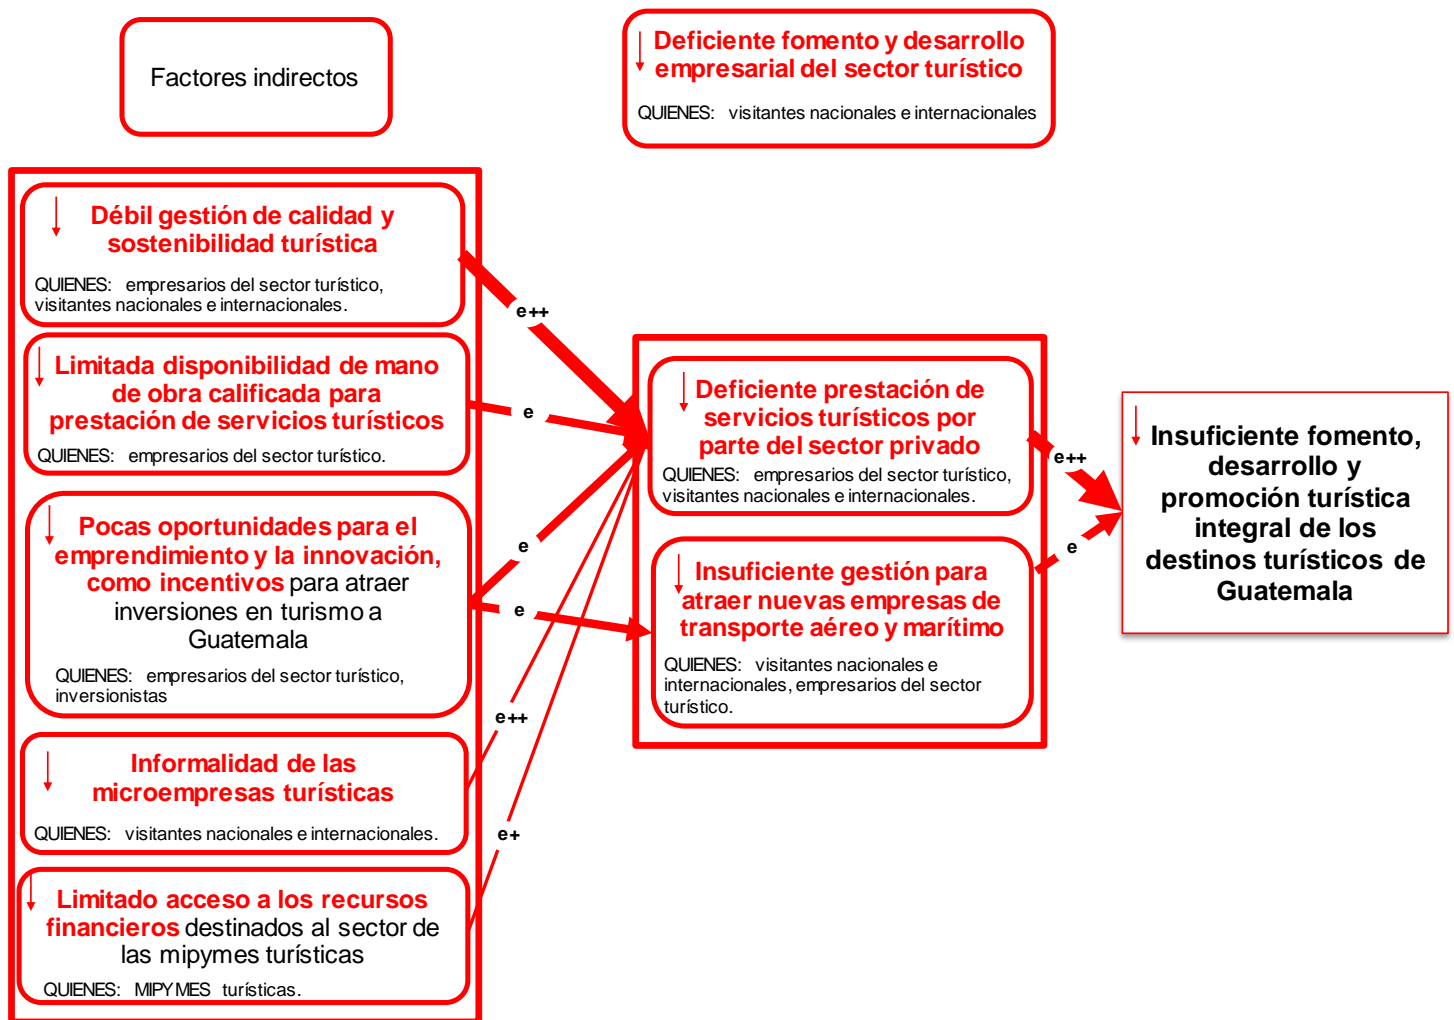 Factores indirectos
Deficiente fomento y desarrollo
empresarial del sector turístico
QUIENES: visitantes nacionales e internacionales
Débil gestión de calidad y
sostenibilidad turística
QUIENES: empresarios del sector turístico,
visitantes nacionales e internacionales.
Limitada disponibilidad de mano
de obra calificada para
prestación de servicios turísticos
QUIENES: empresarios del sector turístico.
Pocas oportunidades para el
emprendimiento y la innovación,
como incentivos para atraer
inversiones en turismo a
Guatemala
QUIENES: empresarios del sector turístico,
inversionistas
Informalidad de las
microempresas turísticas
QUIENES: visitantes nacionales e internacionales.
Limitado acceso a los recursos
financieros destinados al sector de
las mipymes turísticas
QUIENES: MIPYMES turísticas.
e++
e
e
e
e++
e+
Deficiente prestación de
servicios turísticos por
parte del sector privado
QUIENES: empresarios del sector turístico,
visitantes nacionales e internacionales.
Insuficiente gestión para
atraer nuevas empresas de
transporte aéreo y marítimo
QUIENES: visitantes nacionales e
internacionales, empresarios del sector
turístico.
e++
e
Insuficiente fomento,
desarrollo y
promoción turística
integral de los
destinos turísticos de
Guatemala